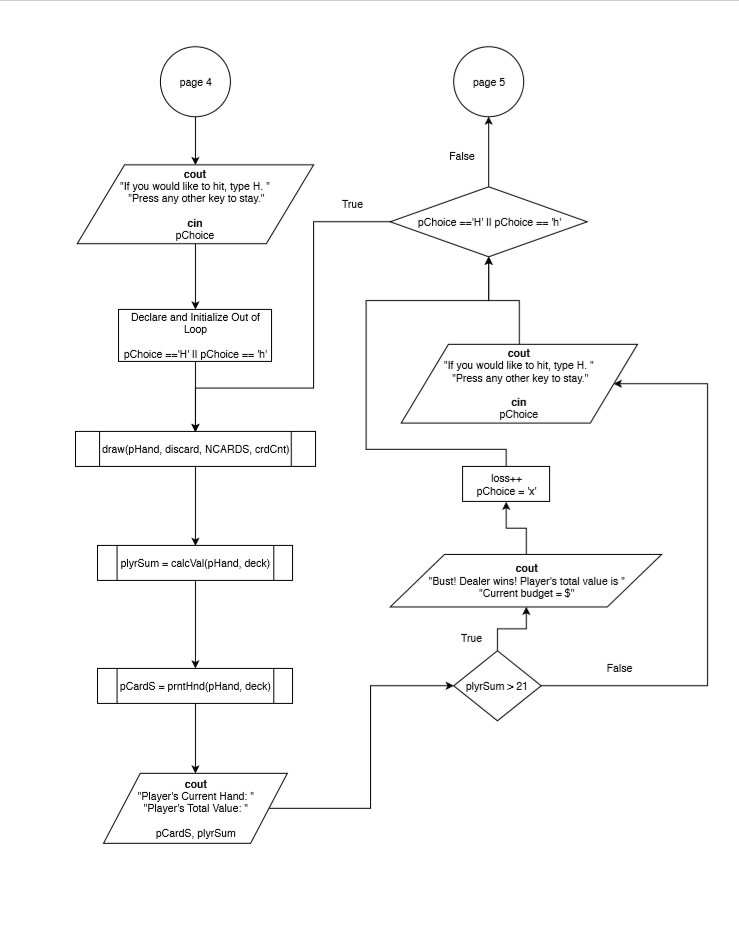 page 4
cout
"If you would like to hit, type H. "
"Press any other key to stay."
cin
pChoice
Declare and Initialize Out of
Loop
pChoice =='H' II pChoice == 'h'
draw(pHand, discard, NCARDS, crdCnt)
plyrSum = calcVal(pHand, deck)
pCardS = prntHnd(pHand, deck)
cout
"Player's Current Hand: "
"Player's Total Value: "
pCardS, plyrSum
plyrSum > 21
True
False
cout
"Bust! Dealer wins! Player's total value is "
"Current budget = $"
loss++
pChoice = 'x'
cout
"If you would like to hit, type H. "
"Press any other key to stay."
cin
pChoice
pChoice =='H' II pChoice == 'h'
True
False
page 5